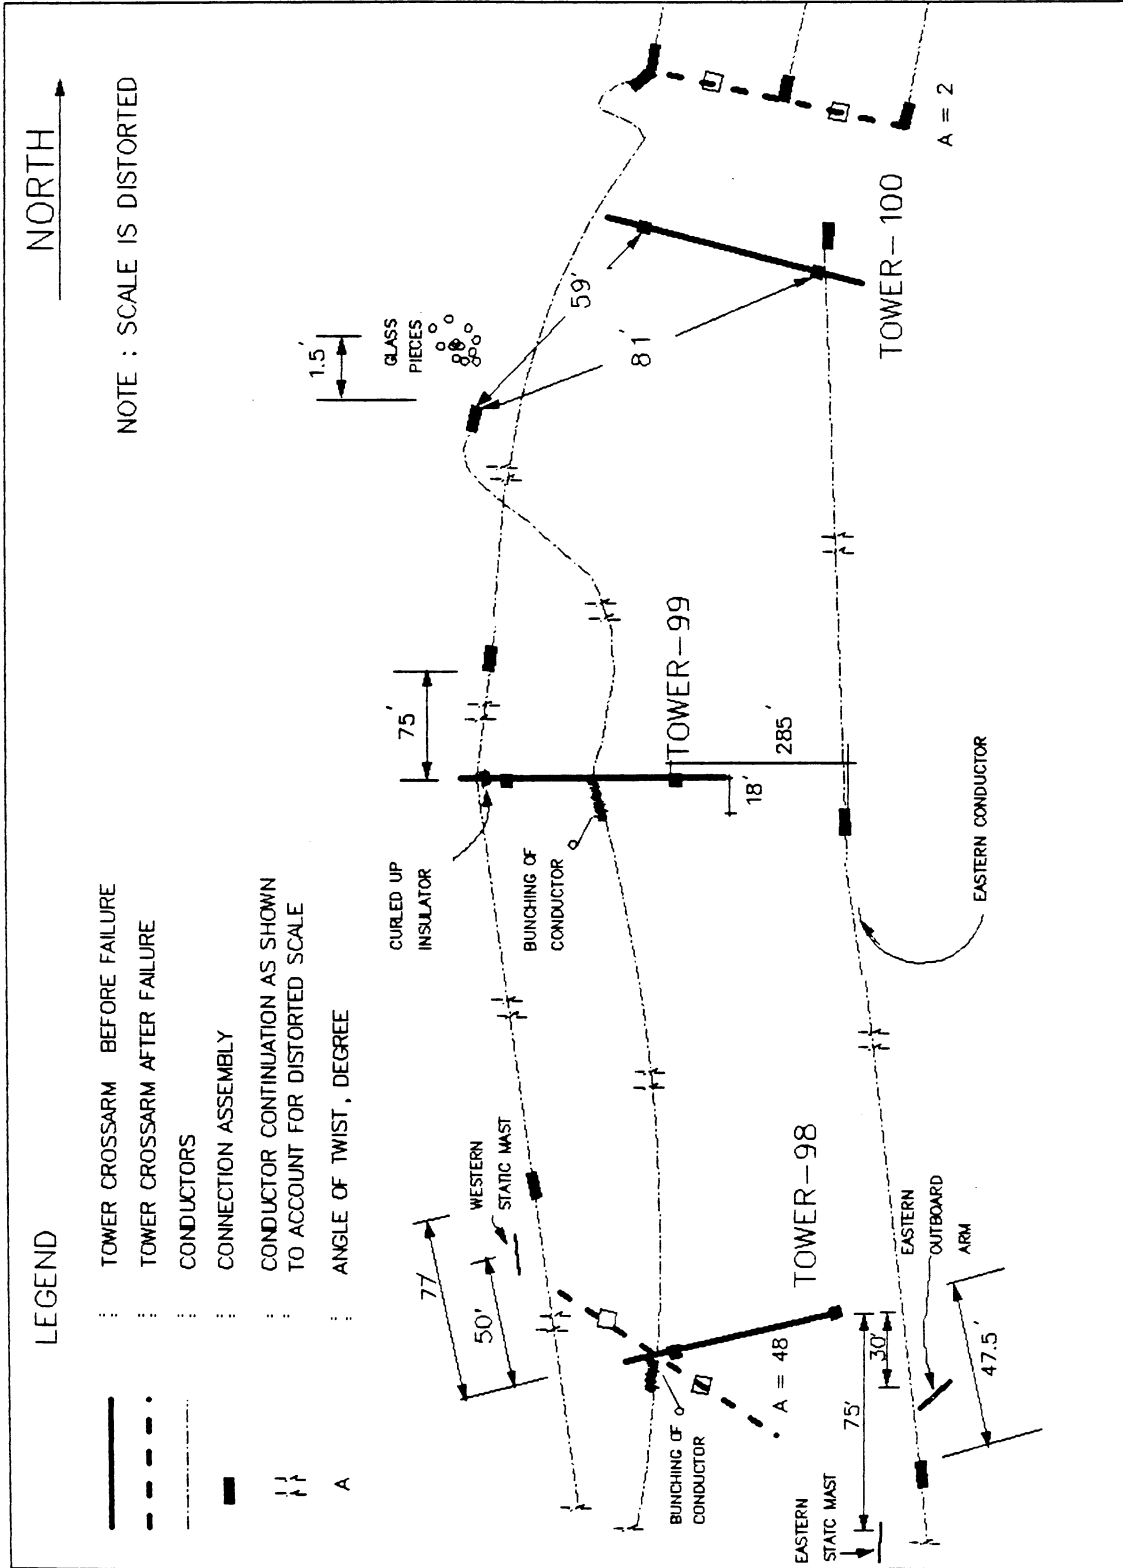 NORTH
NOTE : SCALE IS DISTORTED
LEGEND
:: TOWER CROSSARM BEFORE FAILURE
:: TOWER CROSSARM AFTER FAILURE
:: CONDUCTORS
:: CONNECTION ASSEMBLY
:: CONDUCTOR CONTINUATION AS SHOWN
TO ACCOUNT FOR DISTORTED SCALE
A :: ANGLE OF TWIST, DEGREE
1.5'
GLASS
PIECES
59'
81'
A = 2
TOWER-100
75'
CURLED UP
INSULATOR
BUNCHING OF
CONDUCTOR
TOWER-99
18'
285'
EASTERN CONDUCTOR
WESTERN
STATIC MAST
77'
50'
TOWER-98
A = 48
BUNCHING OF
CONDUCTOR
30'
75'
EASTERN
OUTBOARD
ARM
47.5'
EASTERN
STATC MAST